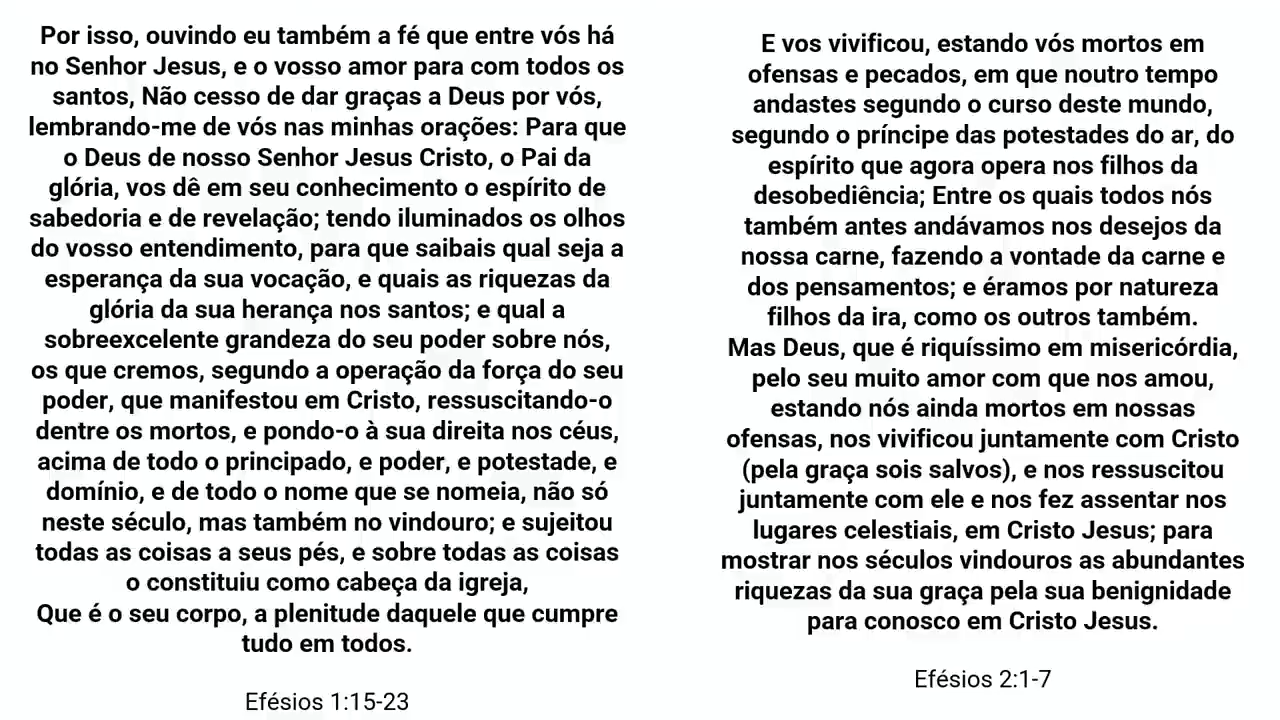 Por isso, ouvindo eu também a fé que entre vós há
no Senhor Jesus, e o vosso amor para com todos os
santos, Não cesso de dar graças a Deus por vós,
lembrando-me de vós nas minhas orações: Para que
o Deus de nosso Senhor Jesus Cristo, o Pai da
glória, vos dê em seu conhecimento o espírito de
sabedoria e de revelação; tendo iluminados os olhos
do vosso entendimento, para que saibais qual seja a
esperança da sua vocação, e quais as riquezas da
glória da sua herança nos santos; e qual a
sobreexcelente grandeza do seu poder sobre nós,
os que cremos, segundo a operação da força do seu
poder, que manifestou em Cristo, ressuscitando-o
dentre os mortos, e pondo-o à sua direita nos céus,
acima de todo o principado, e poder, e potestade, e
domínio, e de todo o nome que se nomeia, não só
neste século, mas também no vindouro; e sujeitou
todas as coisas a seus pés, e sobre todas as coisas
o constituiu como cabeça da igreja,
Que é o seu corpo, a plenitude daquele que cumpre
tudo em todos.
Efésios 1:15-23
E vos vivificou, estando vós mortos em
ofensas e pecados, em que noutro tempo
andastes segundo o curso deste mundo,
segundo o príncipe das potestades do ar, do
espírito que agora opera nos filhos da
desobediência; Entre os quais todos nós
também antes andávamos nos desejos da
nossa carne, fazendo a vontade da carne e
dos pensamentos; e éramos por natureza
filhos da ira, como os outros também.
Mas Deus, que é riquíssimo em misericórdia,
pelo seu muito amor com que nos amou,
estando nós ainda mortos em nossas
ofensas, nos vivificou juntamente com Cristo
(pela graça sois salvos), e nos ressuscitou
juntamente com ele e nos fez assentar nos
lugares celestiais, em Cristo Jesus; para
mostrar nos séculos vindouros as abundantes
riquezas da sua graça pela sua benignidade
para conosco em Cristo Jesus.
Efésios 2:1-7